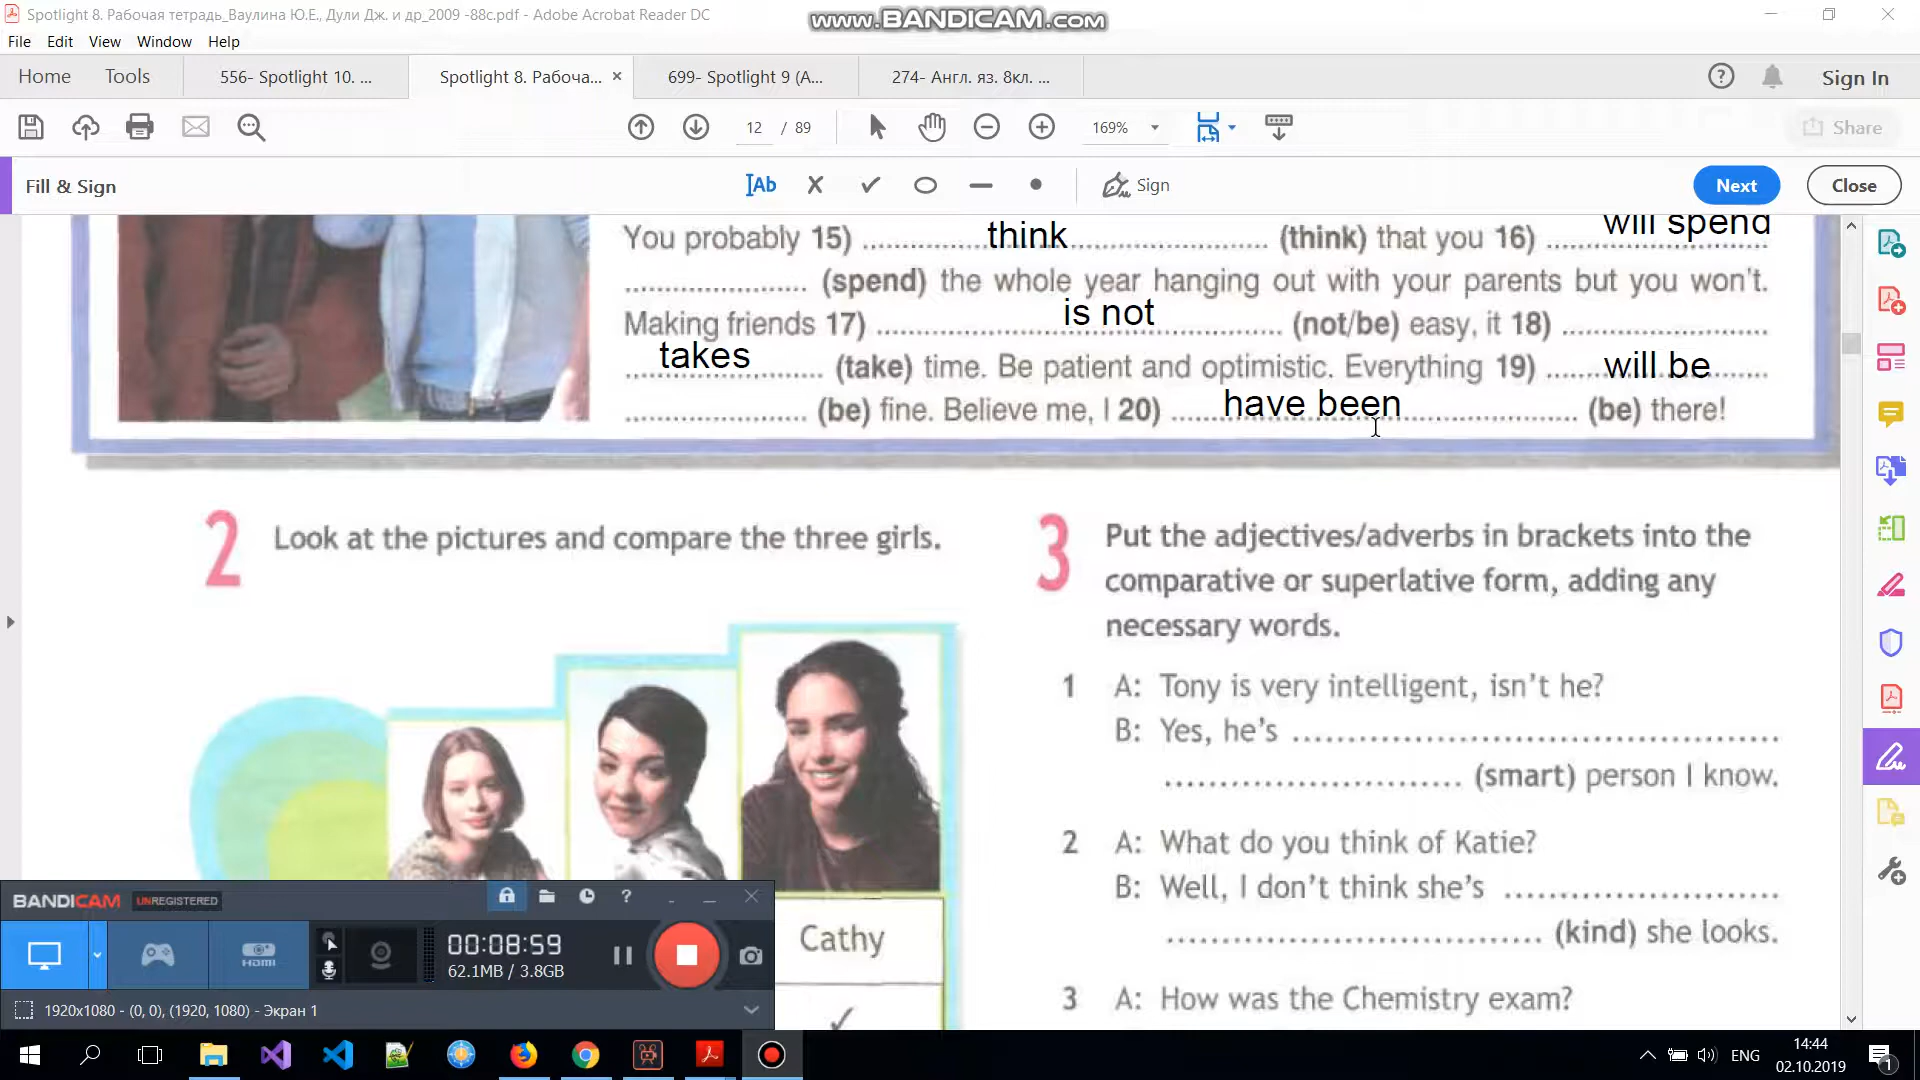 Spotlight 8. Рабочая тетрадь_Ваулина Ю.Е., Дули Дж. и др_2009 -88c.pdf - Adobe Acrobat Reader DC
www.BANDICAM.com
File Edit View Window Help
Home Tools 556- Spotlight 10. ... Spotlight 8. Рабоча... × 699- Spotlight 9 (A... 274- Англ. яз. 8кл. ... Sign In
12 / 89 169% Share
Fill & Sign Ab Sign Next Close
will spend
You probably 15) ........ think ........ (think) that you 16) ........
........ (spend) the whole year hanging out with your parents but you won't.
Making friends 17) ........ is not ........ (not/be) easy, it 18) ........
takes ........ (take) time. Be patient and optimistic. Everything 19) ........ will be ........
........ (be) fine. Believe me, I 20) ........ have been ........ (be) there!
2 Look at the pictures and compare the three girls.
Cathy
✓
3 Put the adjectives/adverbs in brackets into the
comparative or superlative form, adding any
necessary words.
1 A: Tony is very intelligent, isn't he?
B: Yes, he's ........
........ (smart) person I know.
2 A: What do you think of Katie?
B: Well, I don't think she's ........
........ (kind) she looks.
3 A: How was the Chemistry exam?
BANDICAM UNREGISTERED
HDMI
00:08:59
62.1MB / 3.8GB
1920x1080 - (0, 0), (1920, 1080) - Экран 1
ENG 14:44
02.10.2019
1